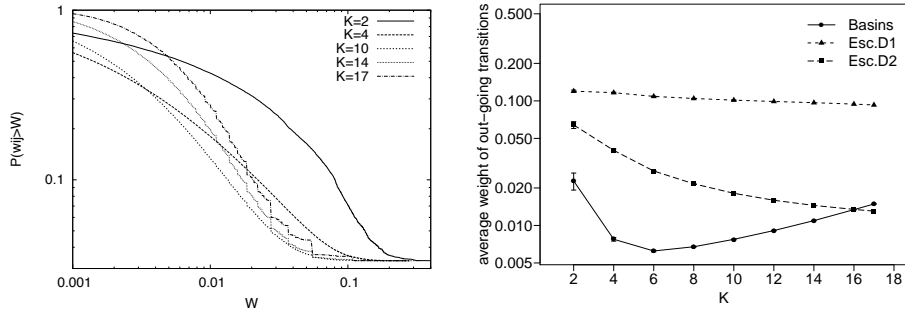 1
0.1
P(wij>W)
0.001
0.01
0.1
W
K=2
K=4
K=10
K=14
K=17
average weight of out-going transitions
0.500
0.200
0.100
0.050
0.020
0.010
0.005
2
4
6
8
10
12
14
16
18
K
Basins
Esc.D1
Esc.D2